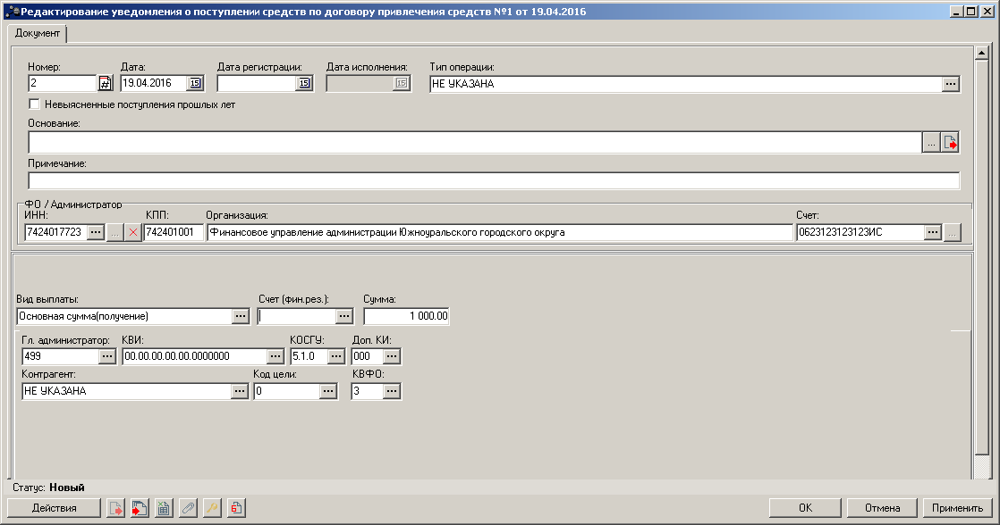 Редактирование уведомления о поступлении средств по договору привлечения средств №1 от 19.04.2016
Документ
Номер: Дата: Дата регистрации: Дата исполнения: Тип операции:
2 19.04.2016 15 15 15 НЕ УКАЗАНА ...
Невыясненные поступления прошлых лет
Основание:
...
Примечание:
ФО / Администратор
ИНН: КПП: Организация: Счет:
7424017723 ... ... 742401001 Финансовое управление администрации Южноуральского городского округа 0623123123123ИС ... ...
Вид выплаты: Счет (фин.рез.): Сумма:
Основная сумма(получение) ... ... 1 000.00
Гл. администратор: КВИ: КОСГУ: Доп. КИ:
499 ... 00.00.00.00.00.0000000 ... 5.1.0 ... 000 ...
Контрагент: Код цели: КВФО:
НЕ УКАЗАНА ... 0 ... 3 ...
Статус: Новый
Действия OK Отмена Применить